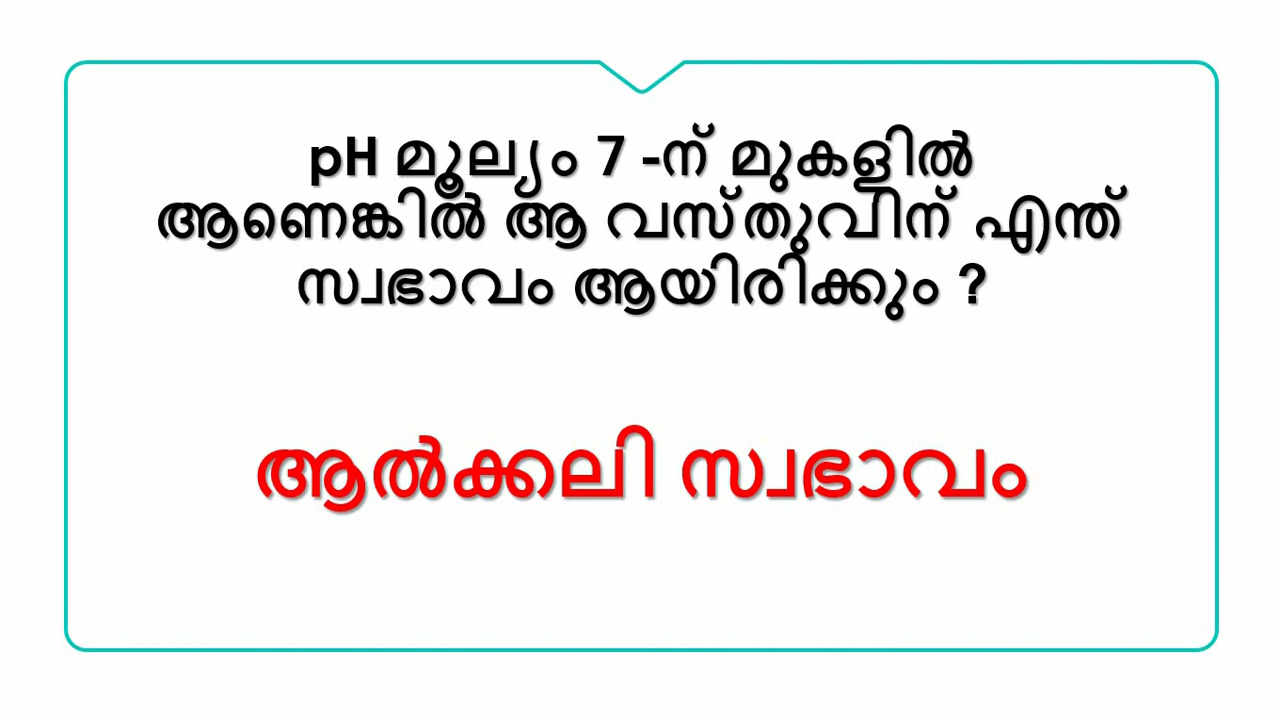 pH മൂല്യം 7 -ന് മുകളിൽ
ആണെങ്കിൽ ആ വസ്തുവിന് എന്ത്
സ്വഭാവം ആയിരിക്കും ?
ആൽക്കലി സ്വഭാവം